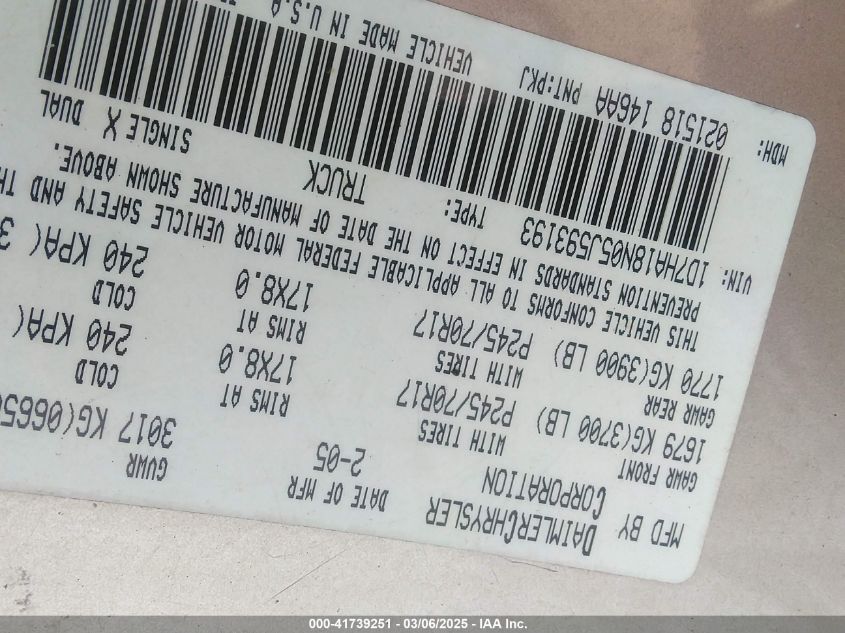 MFD BY DAIMLERCHRYSLER CORPORATION
DATE OF MFR 2-05
GVWR 3017 KG(
GAWR FRONT 1679 KG(3700 LB)
WITH TIRES P245/70R17
RIMS AT 17X8.0
COLD 240 KPA(
GAWR REAR 1770 KG(3900 LB)
WITH TIRES P245/70R17
RIMS AT 17X8.0
COLD 240 KPA( 3
THIS VEHICLE CONFORMS TO ALL APPLICABLE FEDERAL MOTOR VEHICLE SAFETY AND
PREVENTION STANDARDS IN EFFECT ON THE DATE OF MANUFACTURE SHOWN ABOVE.
VIN: 1D7HA18N05J593193
TYPE: TRUCK
SINGLE X DUAL
MDH: 021518 146AA PNT:PKJ
VEHICLE MADE IN U.S.A
000-41739251 - 03/06/2025 - IAA Inc.